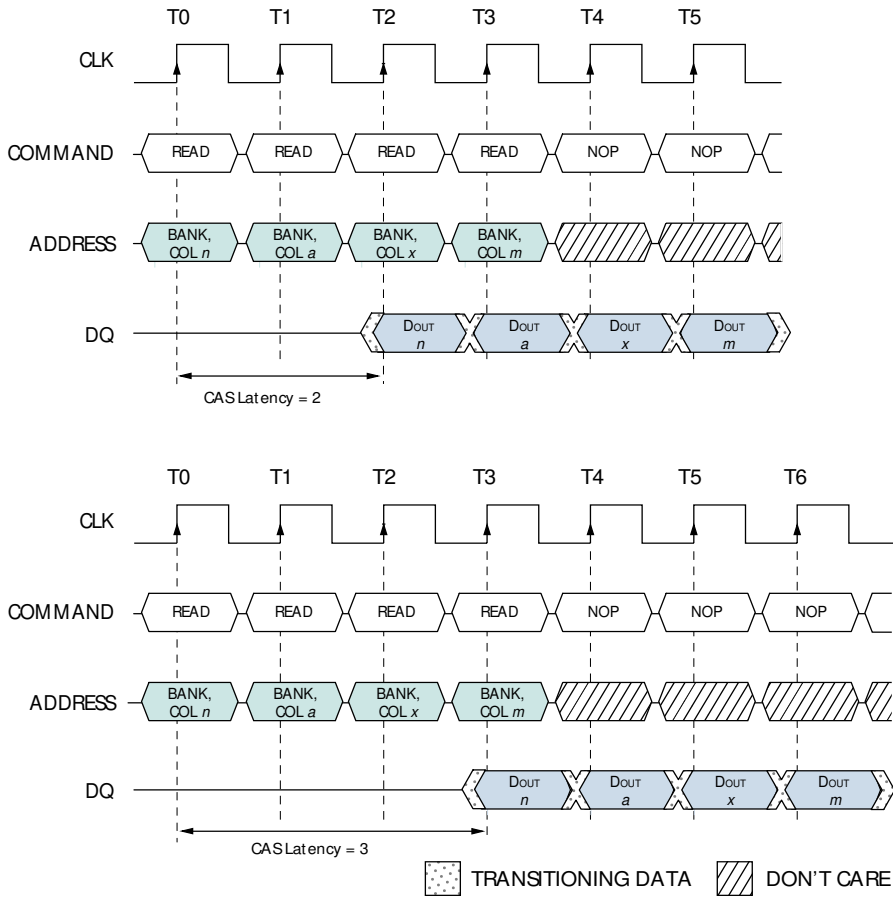 T0 T1 T2 T3 T4 T5
CLK
COMMAND READ READ READ READ NOP NOP
ADDRESS BANK, COL n BANK, COL a BANK, COL x BANK, COL m
DQ DOUT n DOUT a DOUT x DOUT m
CAS Latency = 2
T0 T1 T2 T3 T4 T5 T6
CLK
COMMAND READ READ READ READ NOP NOP NOP
ADDRESS BANK, COL n BANK, COL a BANK, COL x BANK, COL m
DQ DOUT n DOUT a DOUT x DOUT m
CAS Latency = 3
TRANSITIONING DATA DON'T CARE